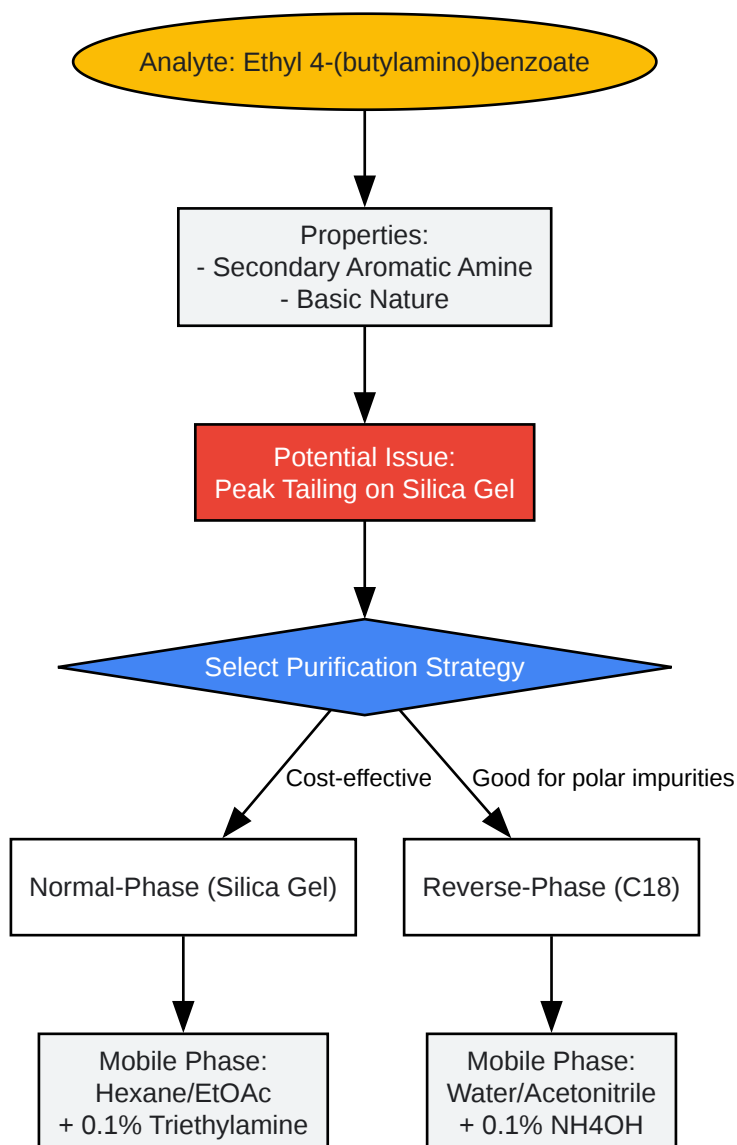 Analyte: Ethyl 4-(butylamino)benzoate
Properties:
- Secondary Aromatic Amine
- Basic Nature
Potential Issue:
Peak Tailing on Silica Gel
Select Purification Strategy
Cost-effective
Good for polar impurities
Normal-Phase (Silica Gel)
Reverse-Phase (C18)
Mobile Phase:
Hexane/EtOAc
+ 0.1% Triethylamine
Mobile Phase:
Water/Acetonitrile
+ 0.1% NH4OH